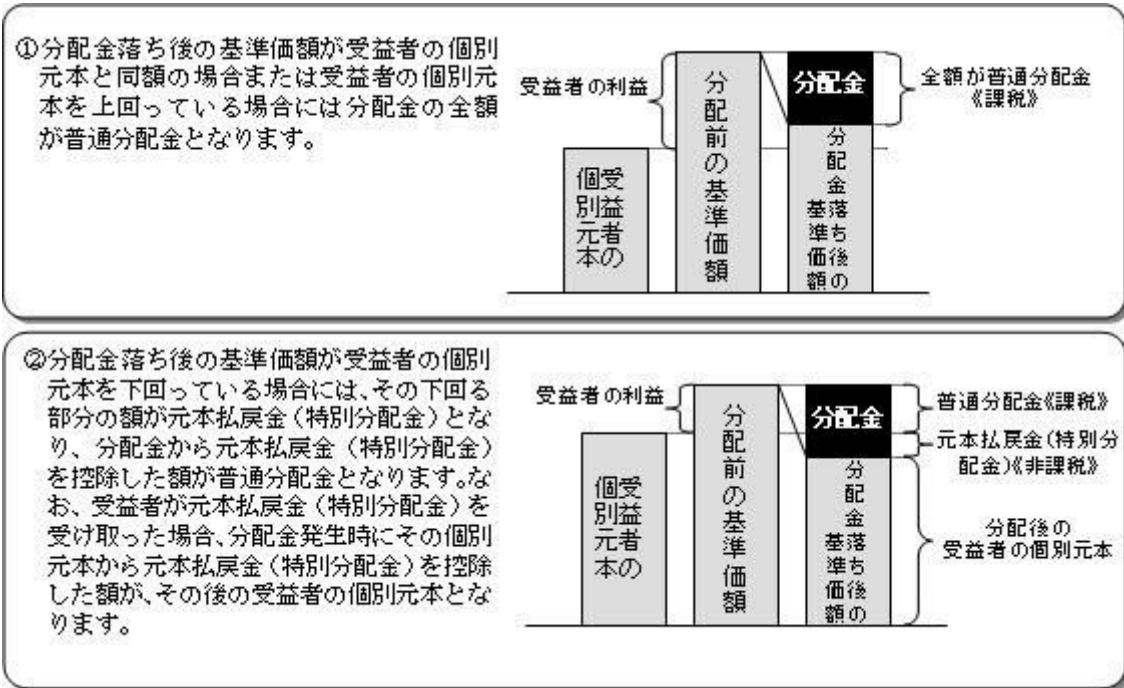 ①分配金落ち後の基準価額が受益者の個別
元本と同額の場合または受益者の個別元
本を上回っている場合には分配金の全額
が普通分配金となります。
受益者の利益
個別元本
受益者の
分配前の基準価額
分配金
分配金落ち後の
基準価額
全額が普通分配金
《課税》
②分配金落ち後の基準価額が受益者の個別
元本を下回っている場合には、その下回る
部分の額が元本払戻金（特別分配金）とな
り、分配金から元本払戻金（特別分配金）
を控除した額が普通分配金となります。な
お、受益者が元本払戻金（特別分配金）を
受け取った場合、分配金発生時にその個別
元本から元本払戻金（特別分配金）を控除
した額が、その後の受益者の個別元本とな
ります。
受益者の利益
受益者の
個別元本
分配前の基準価額
分配金
分配金落ち後の
基準価額
普通分配金《課税》
元本払戻金(特別分
配金)《非課税》
分配後の
受益者の個別元本